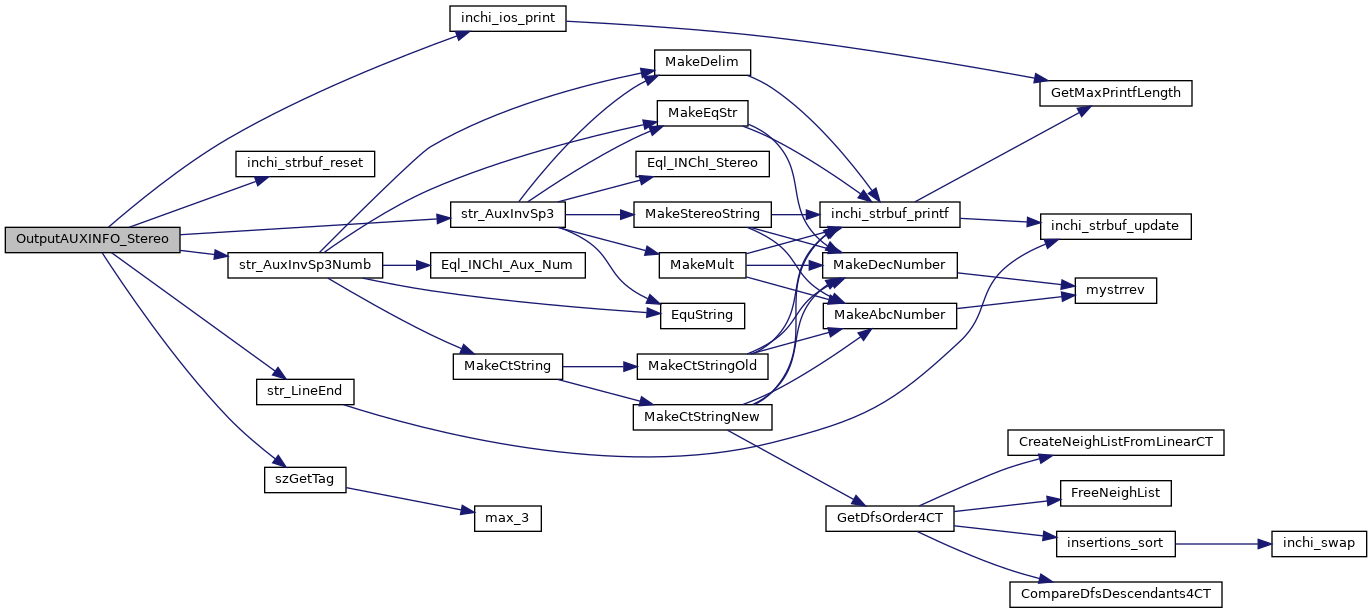 inchi_ios_print
MakeDelim
GetMaxPrintfLength
MakeEqStr
inchi_strbuf_reset
Eql_INChI_Stereo
str_AuxInvSp3
MakeStereoString
inchi_strbuf_printf
inchi_strbuf_update
OutputAUXINFO_Stereo
str_AuxInvSp3Numb
Eql_INChI_Aux_Num
MakeMult
MakeDecNumber
mystrrev
EquString
MakeAbcNumber
MakeCtString
MakeCtStringOld
str_LineEnd
MakeCtStringNew
CreateNeighListFromLinearCT
szGetTag
FreeNeighList
max_3
GetDfsOrder4CT
insertions_sort
inchi_swap
CompareDfsDescendants4CT